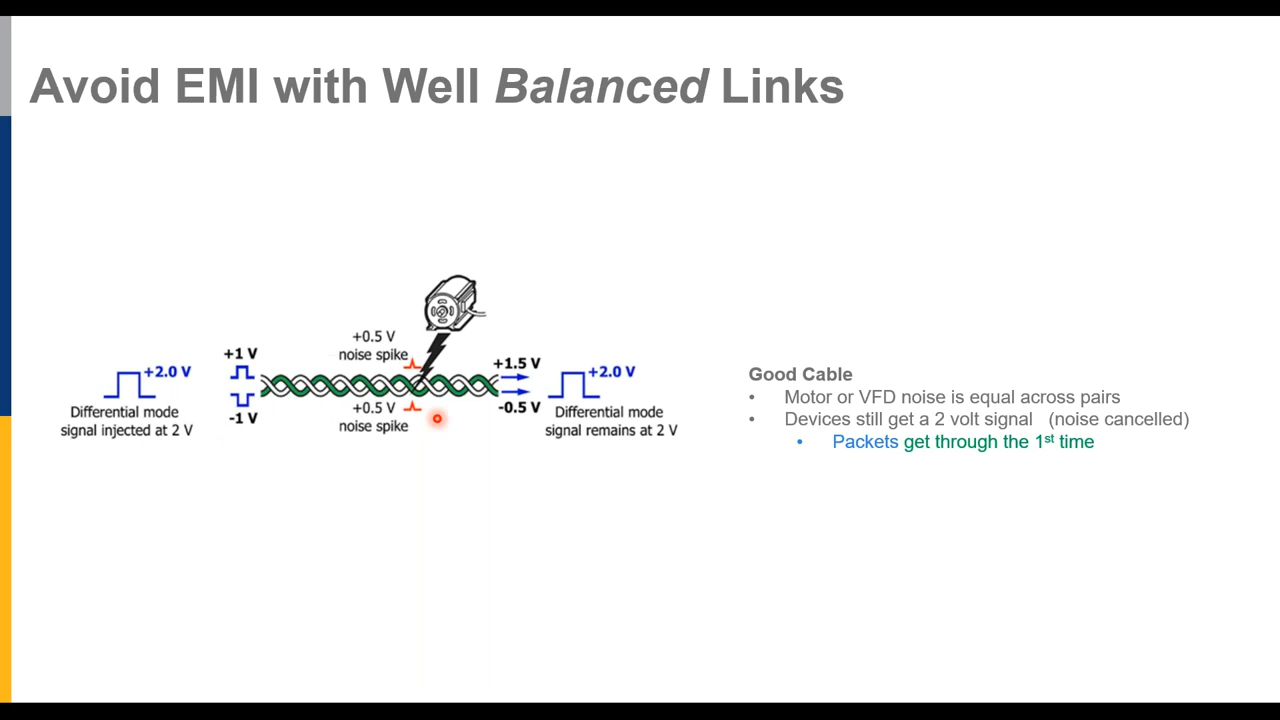 Avoid EMI with Well Balanced Links
+0.5 V
noise spike
+1 V
-1 V
+2.0 V
Differential mode
signal injected at 2 V
+0.5 V
noise spike
+1.5 V
-0.5 V
+2.0 V
Differential mode
signal remains at 2 V
Good Cable
• Motor or VFD noise is equal across pairs
• Devices still get a 2 volt signal (noise cancelled)
• Packets get through the 1st time